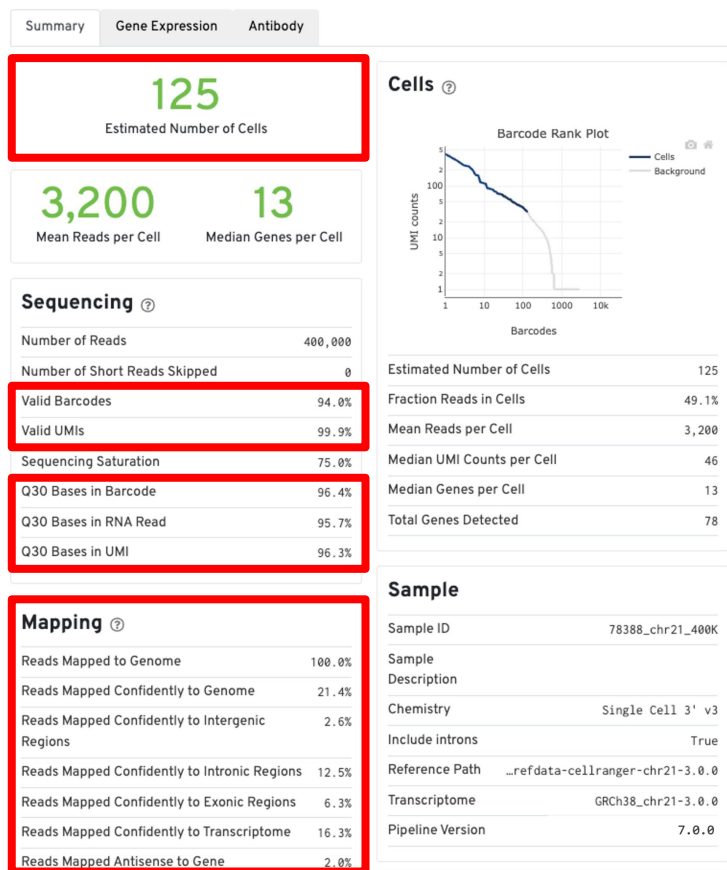 Summary
Gene Expression
Antibody
125
Estimated Number of Cells
3,200
Mean Reads per Cell
13
Median Genes per Cell
Sequencing ?
Number of Reads 400,000
Number of Short Reads Skipped 0
Valid Barcodes 94.0%
Valid UMIs 99.9%
Sequencing Saturation 75.0%
Q30 Bases in Barcode 96.4%
Q30 Bases in RNA Read 95.7%
Q30 Bases in UMI 96.3%
Mapping ?
Reads Mapped to Genome 100.0%
Reads Mapped Confidently to Genome 21.4%
Reads Mapped Confidently to Intergenic 2.6%
Regions
Reads Mapped Confidently to Intronic Regions 12.5%
Reads Mapped Confidently to Exonic Regions 6.3%
Reads Mapped Confidently to Transcriptome 16.3%
Reads Mapped Antisense to Gene 2.0%
Cells ?
Barcode Rank Plot
Cells
Background
UMI counts
5
2
100
5
2
10
5
2
1
1 10 100 1000 10k
Barcodes
Estimated Number of Cells 125
Fraction Reads in Cells 49.1%
Mean Reads per Cell 3,200
Median UMI Counts per Cell 46
Median Genes per Cell 13
Total Genes Detected 78
Sample
Sample ID 78388_chr21_400K
Sample
Description
Chemistry Single Cell 3' v3
Include introns True
Reference Path …refdata-cellranger-chr21-3.0.0
Transcriptome GRCh38_chr21-3.0.0
Pipeline Version 7.0.0